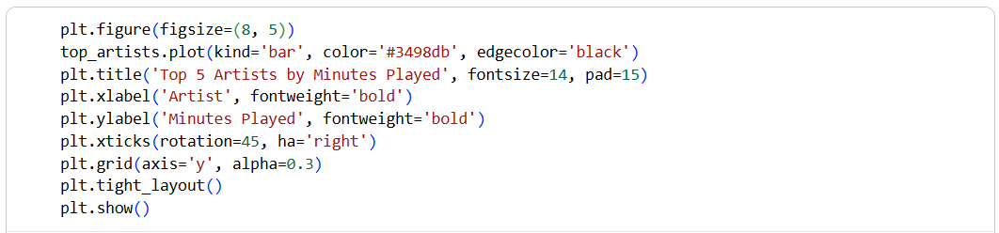 plt.figure(figsize=(8, 5))
top_artists.plot(kind='bar', color='#3498db', edgecolor='black')
plt.title('Top 5 Artists by Minutes Played', fontsize=14, pad=15)
plt.xlabel('Artist', fontweight='bold')
plt.ylabel('Minutes Played', fontweight='bold')
plt.xticks(rotation=45, ha='right')
plt.grid(axis='y', alpha=0.3)
plt.tight_layout()
plt.show()